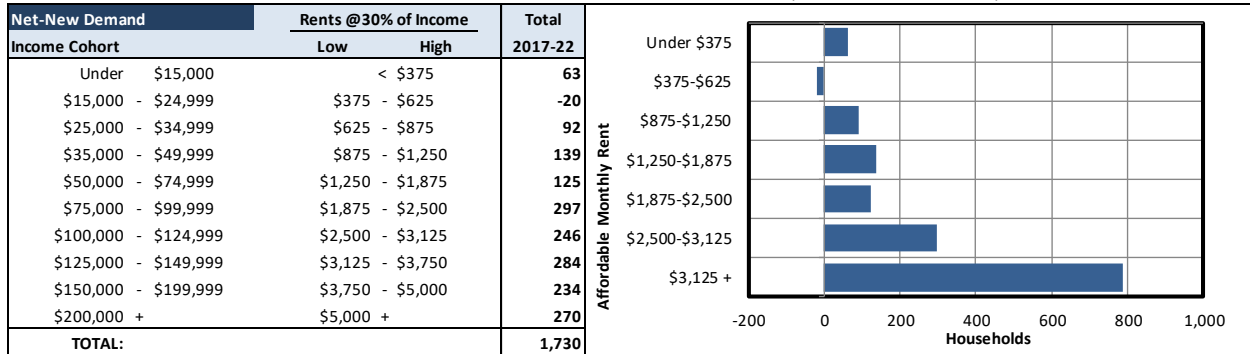 Net-New Demand Rents @30% of Income Total
Income Cohort Low High 2017-22
Under $15,000 < $375 63
$15,000 - $24,999 $375 - $625 -20
$25,000 - $34,999 $625 - $875 92
$35,000 - $49,999 $875 - $1,250 139
$50,000 - $74,999 $1,250 - $1,875 125
$75,000 - $99,999 $1,875 - $2,500 297
$100,000 - $124,999 $2,500 - $3,125 246
$125,000 - $149,999 $3,125 - $3,750 284
$150,000 - $199,999 $3,750 - $5,000 234
$200,000 + $5,000 + 270
TOTAL: 1,730
Affordable Monthly Rent
Under $375
$375-$625
$875-$1,250
$1,250-$1,875
$1,875-$2,500
$2,500-$3,125
$3,125 +
-200 0 200 400 600 800 1,000
Households